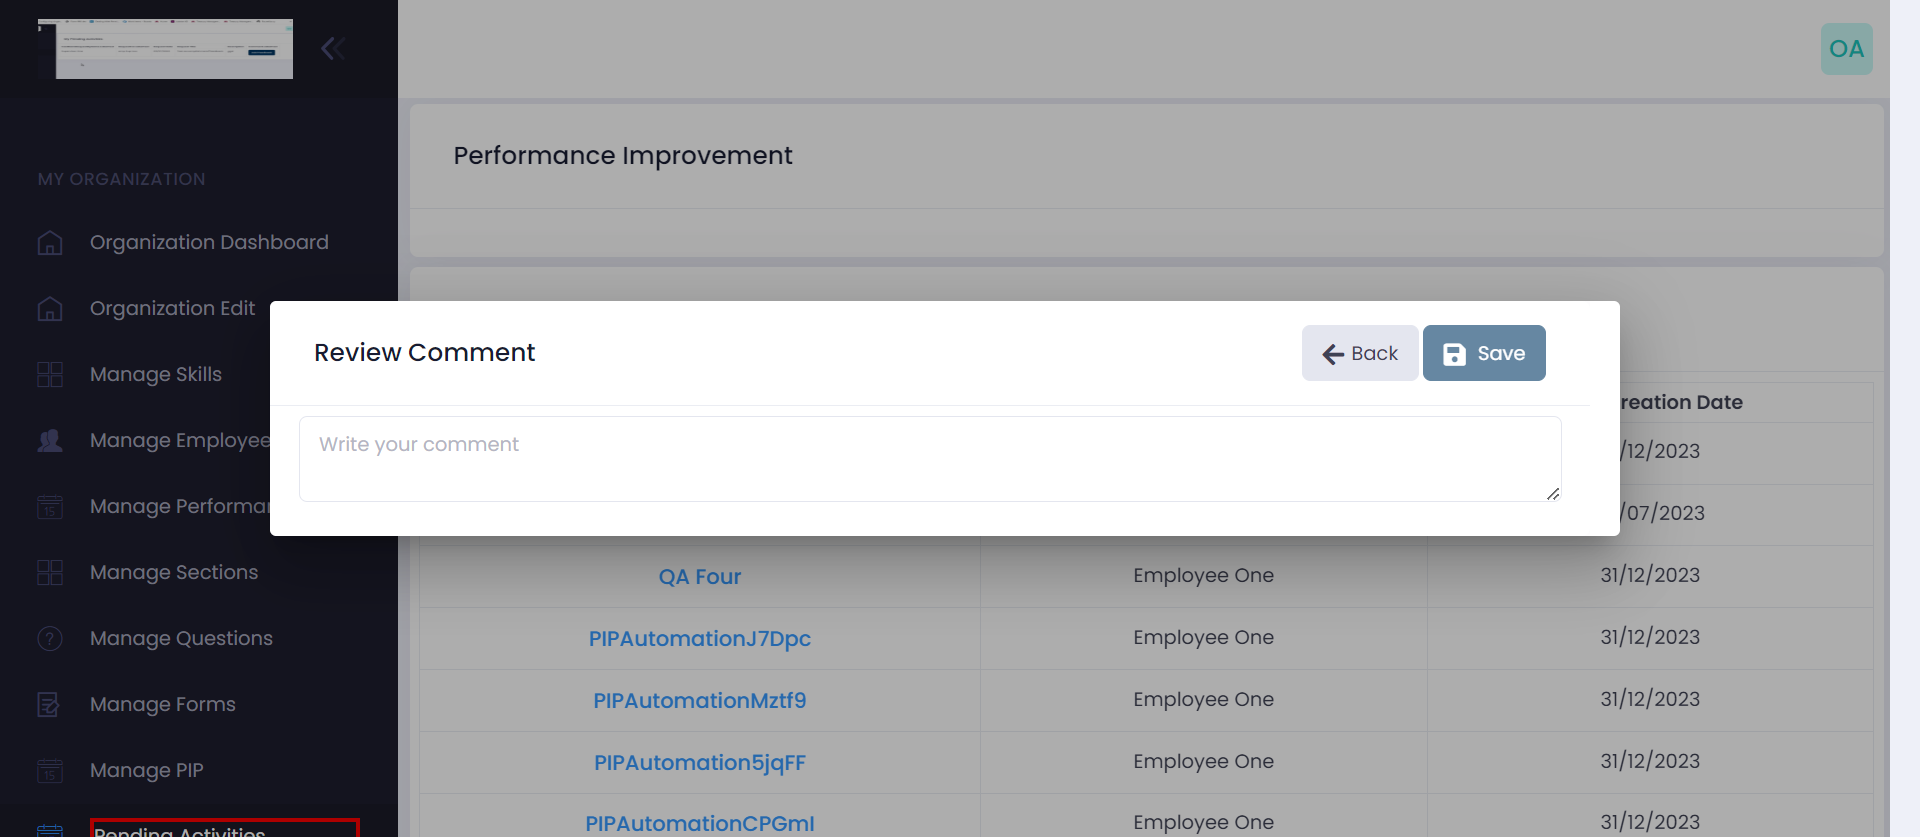 OA
Performance Improvement
MY ORGANIZATION
Organization Dashboard
Organization Edit
Manage Skills
Manage Employee
Manage Performa
Manage Sections
Manage Questions
Manage Forms
Manage PIP
Pending Activities
Review Comment
Back
Save
Write your comment
reation Date
/12/2023
/07/2023
QA Four Employee One 31/12/2023
PIPAutomationJ7Dpc Employee One 31/12/2023
PIPAutomationMztf9 Employee One 31/12/2023
PIPAutomation5jqFF Employee One 31/12/2023
PIPAutomationCPGml Employee One 31/12/2023